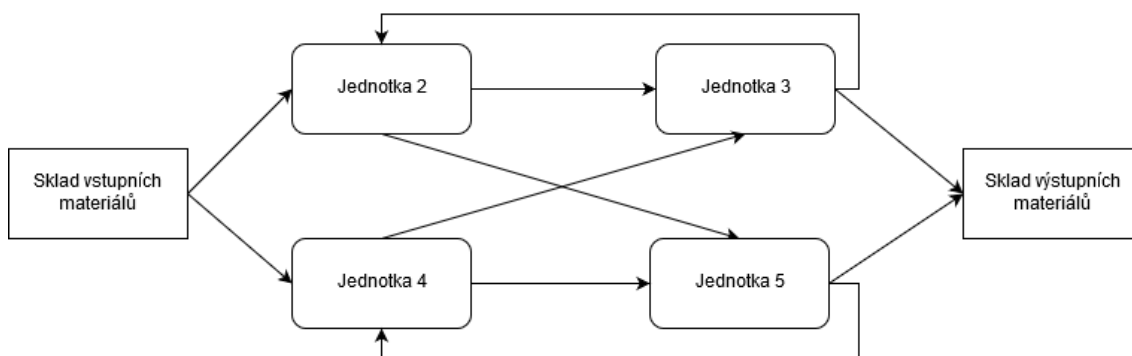 Jednotka 2
Jednotka 3
Sklad vstupních
materiálů
Sklad výstupních
materiálů
Jednotka 4
Jednotka 5